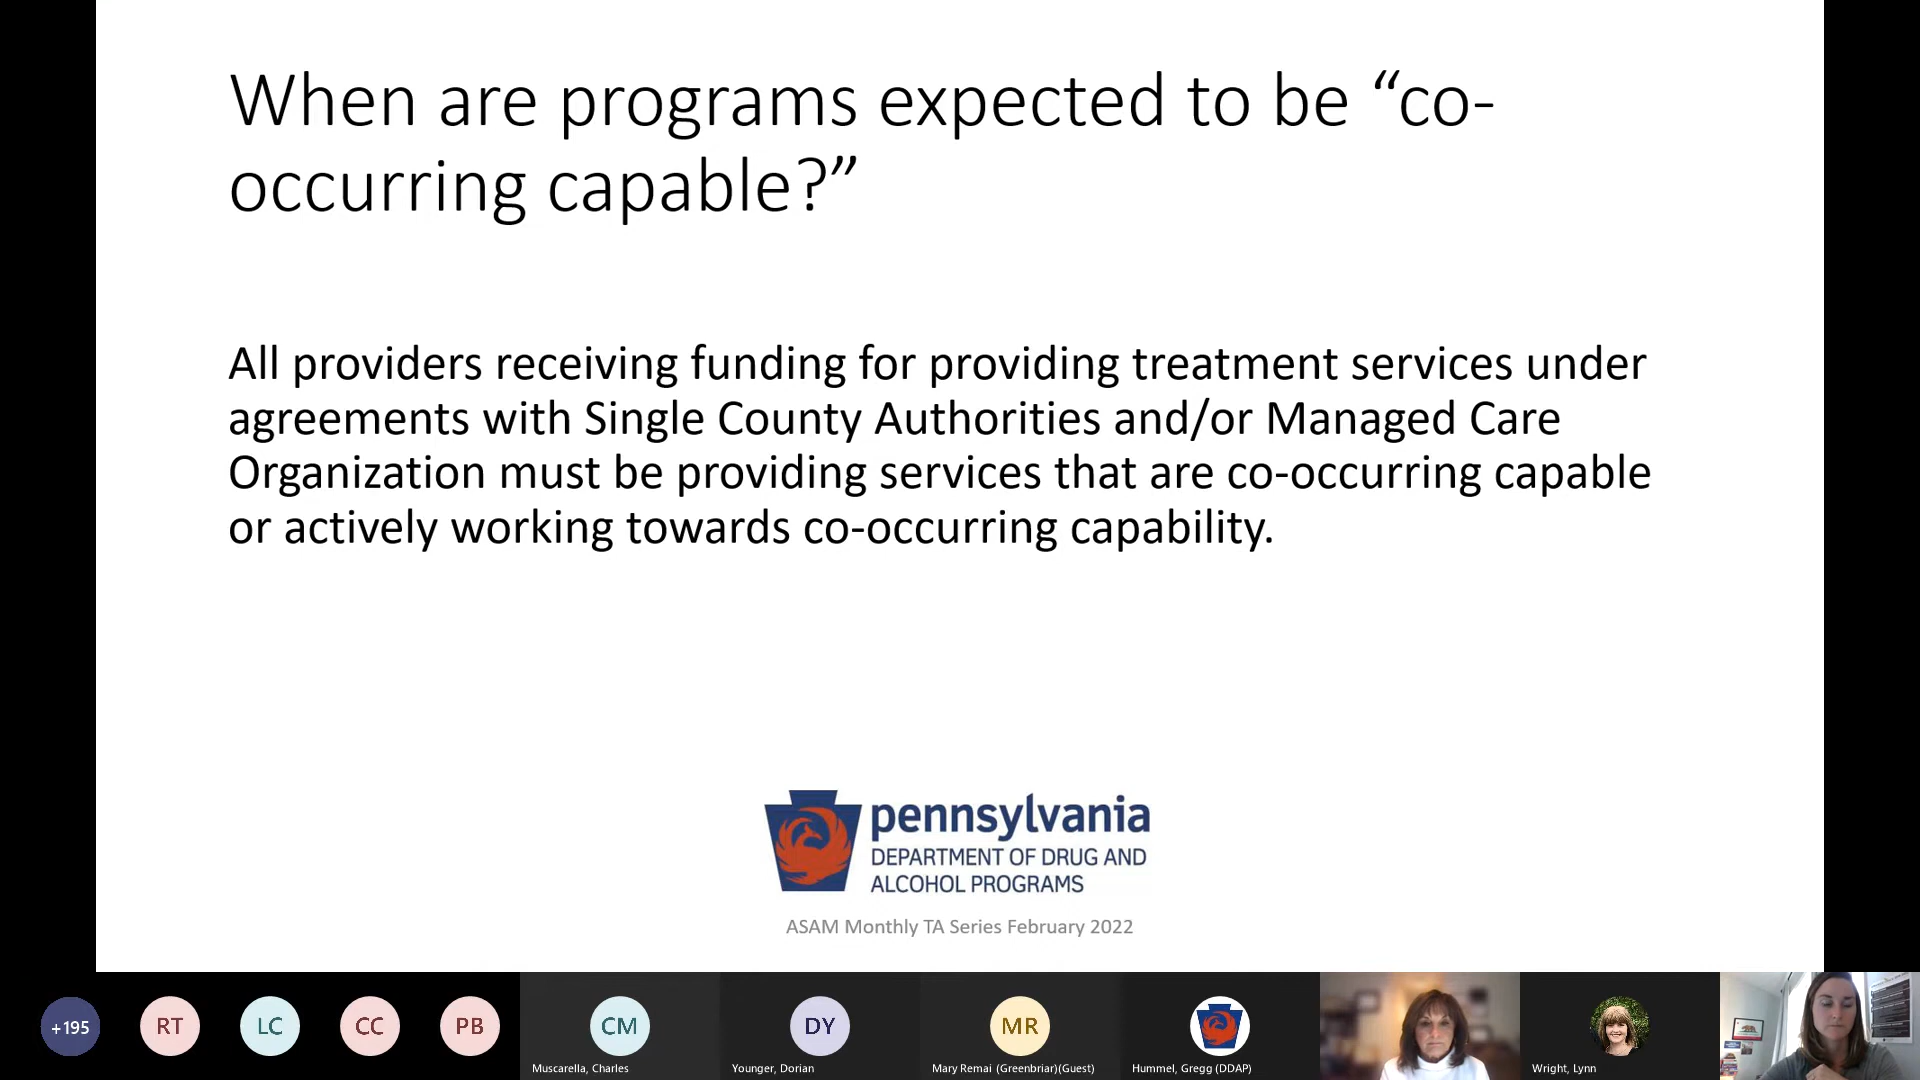 When are programs expected to be “co-
occurring capable?”
All providers receiving funding for providing treatment services under
agreements with Single County Authorities and/or Managed Care
Organization must be providing services that are co-occurring capable
or actively working towards co-occurring capability.
pennsylvania
DEPARTMENT OF DRUG AND
ALCOHOL PROGRAMS
ASAM Monthly TA Series February 2022
+195
RT
LC
CC
PB
CM
Muscarella, Charles
DY
Younger, Dorian
MR
Mary Remai (Greenbriar)(Guest)
Hummel, Gregg (DDAP)
Wright, Lynn